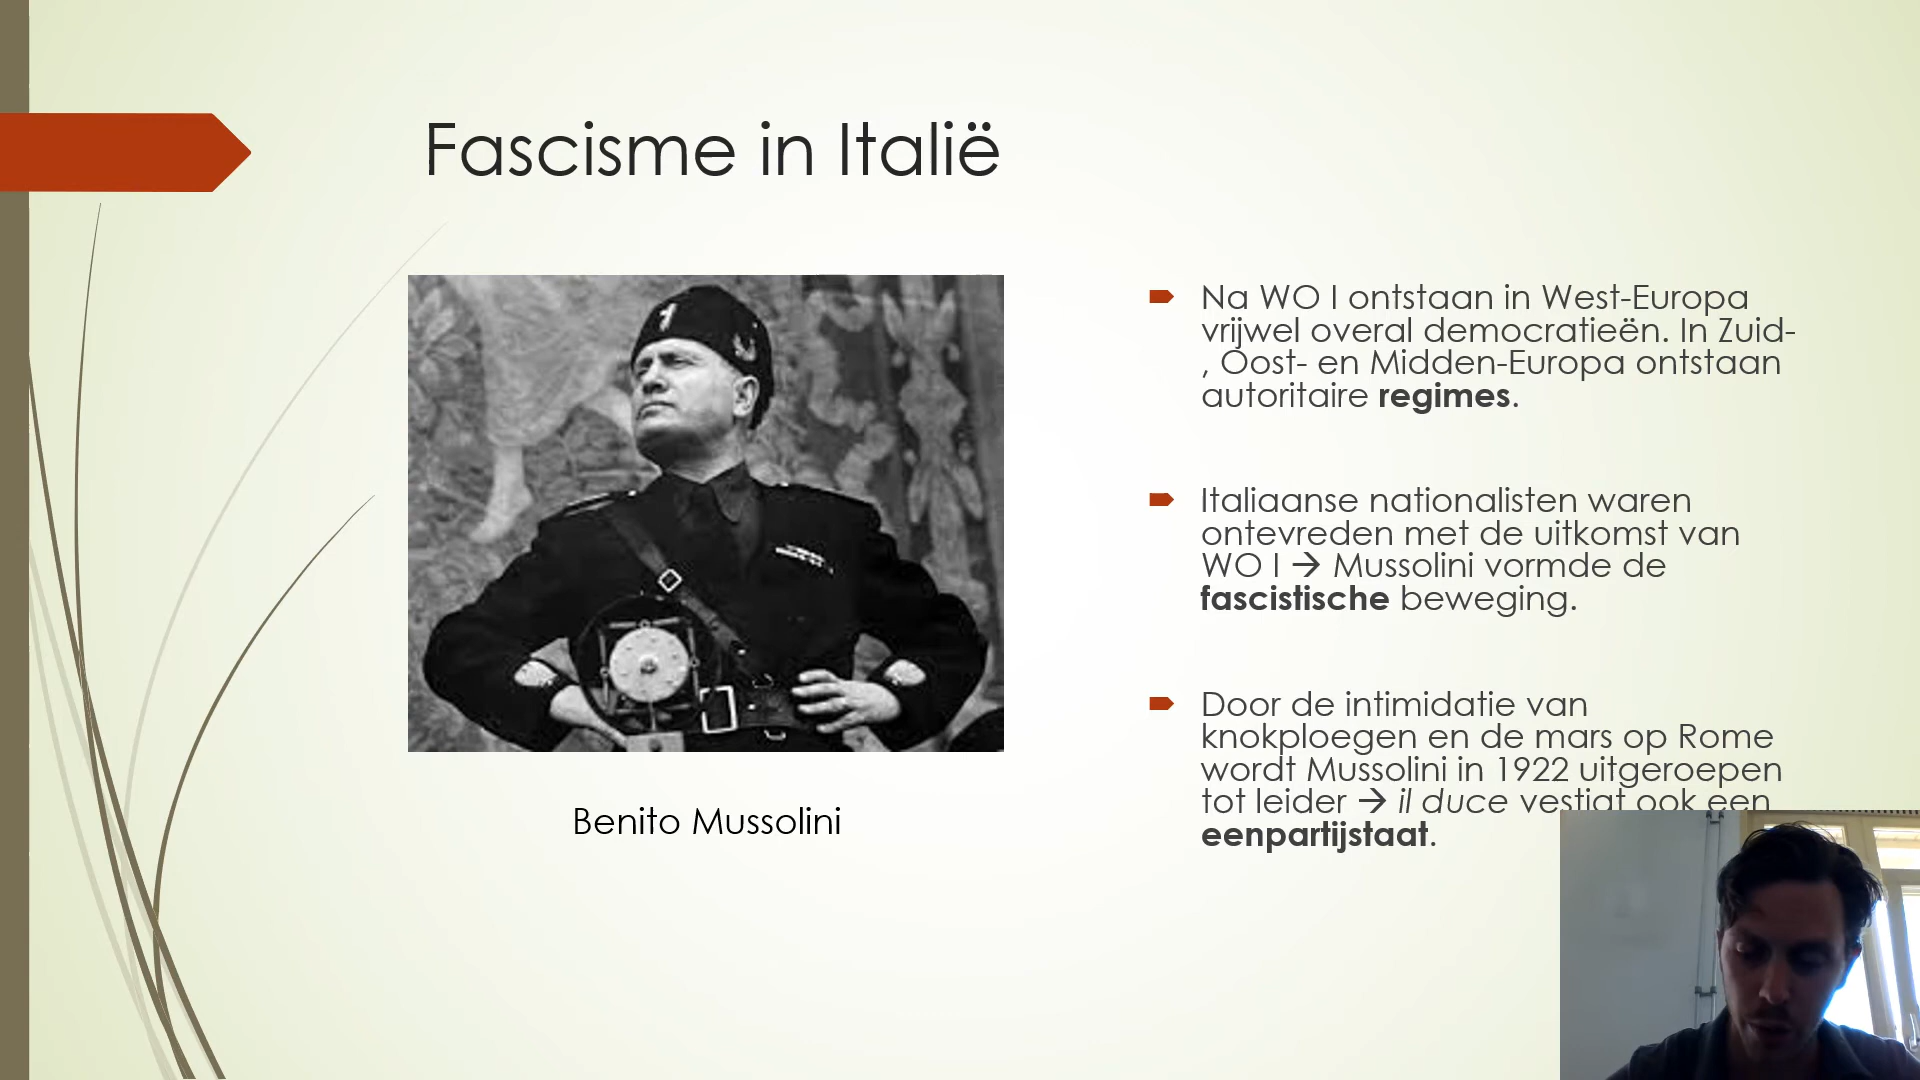 Fascisme in Italië
Na WO I ontstaan in West-Europa
vrijwel overal democratieën. In Zuid-
, Oost- en Midden-Europa ontstaan
autoritaire regimes.
Italiaanse nationalisten waren
ontevreden met de uitkomst van
WO I → Mussolini vormde de
fascistische beweging.
Door de intimidatie van
knokploegen en de mars op Rome
wordt Mussolini in 1922 uitgeroepen
tot leider → il duce vestigt ook een
eenpartijstaat.
Benito Mussolini